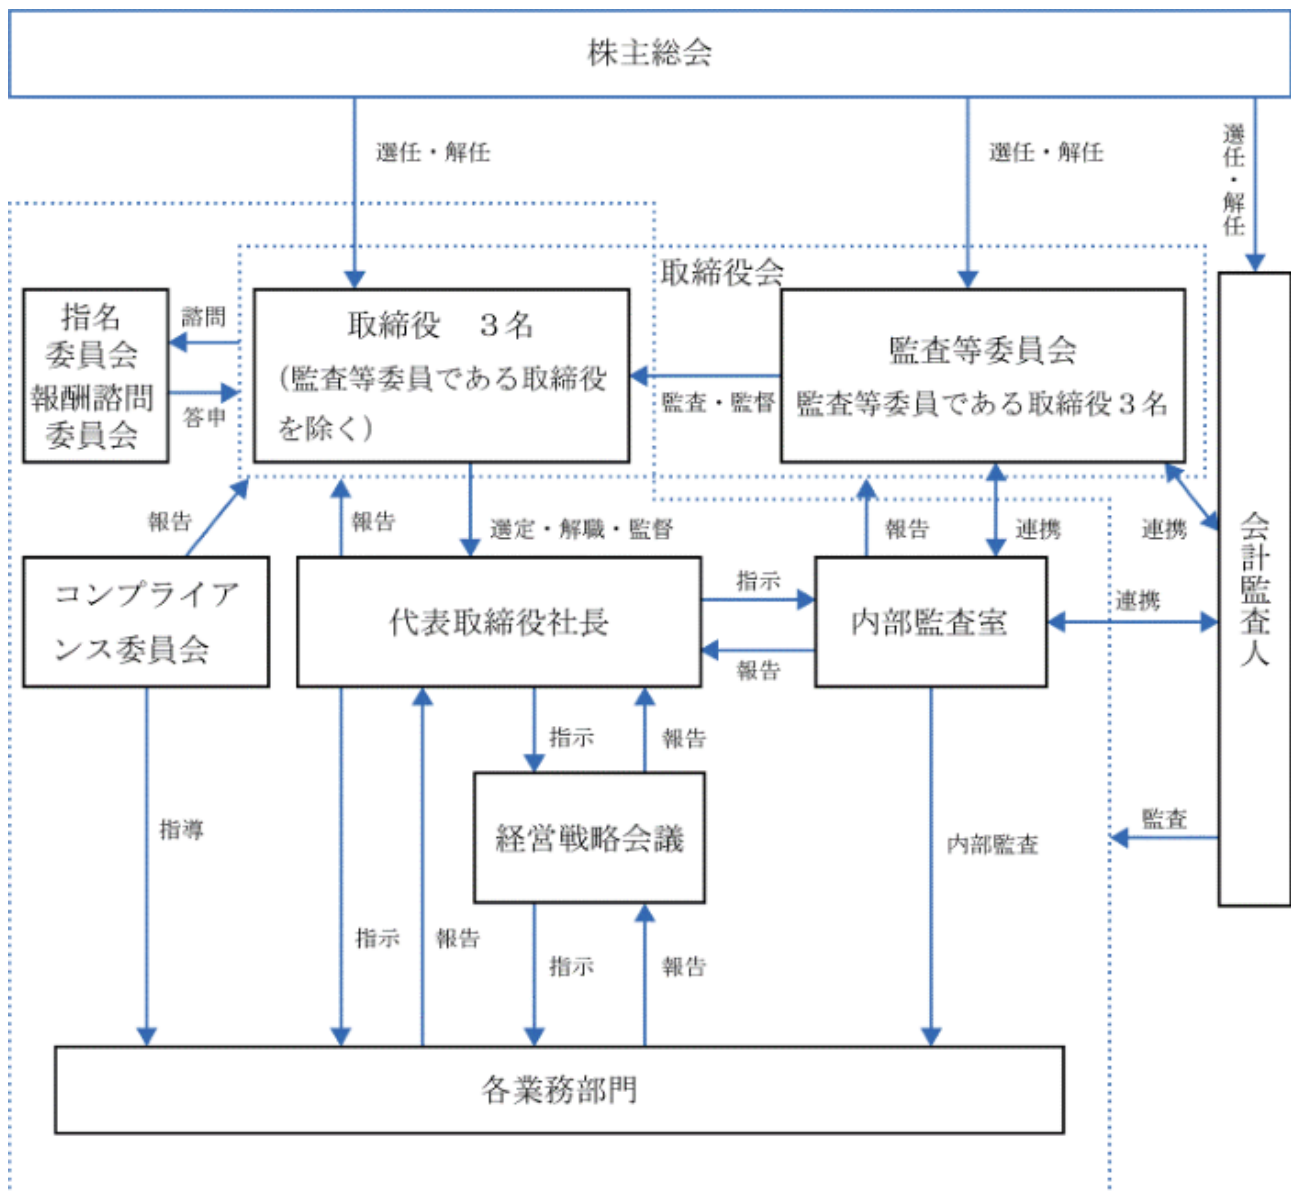 株主総会
選任・解任
選任・解任
選任・解任
取締役会
指名
委員会
報酬諮問
委員会
諮問
答申
取締役　３名
（監査等委員である取締役
を除く）
監査・監督
監査等委員会
監査等委員である取締役３名
報告
報告
選定・解職・監督
報告
連携
連携
会計監査人
コンプライア
ンス委員会
代表取締役社長
指示
報告
内部監査室
連携
指示
報告
指導
経営戦略会議
内部監査
監査
指示
報告
指示
報告
各業務部門